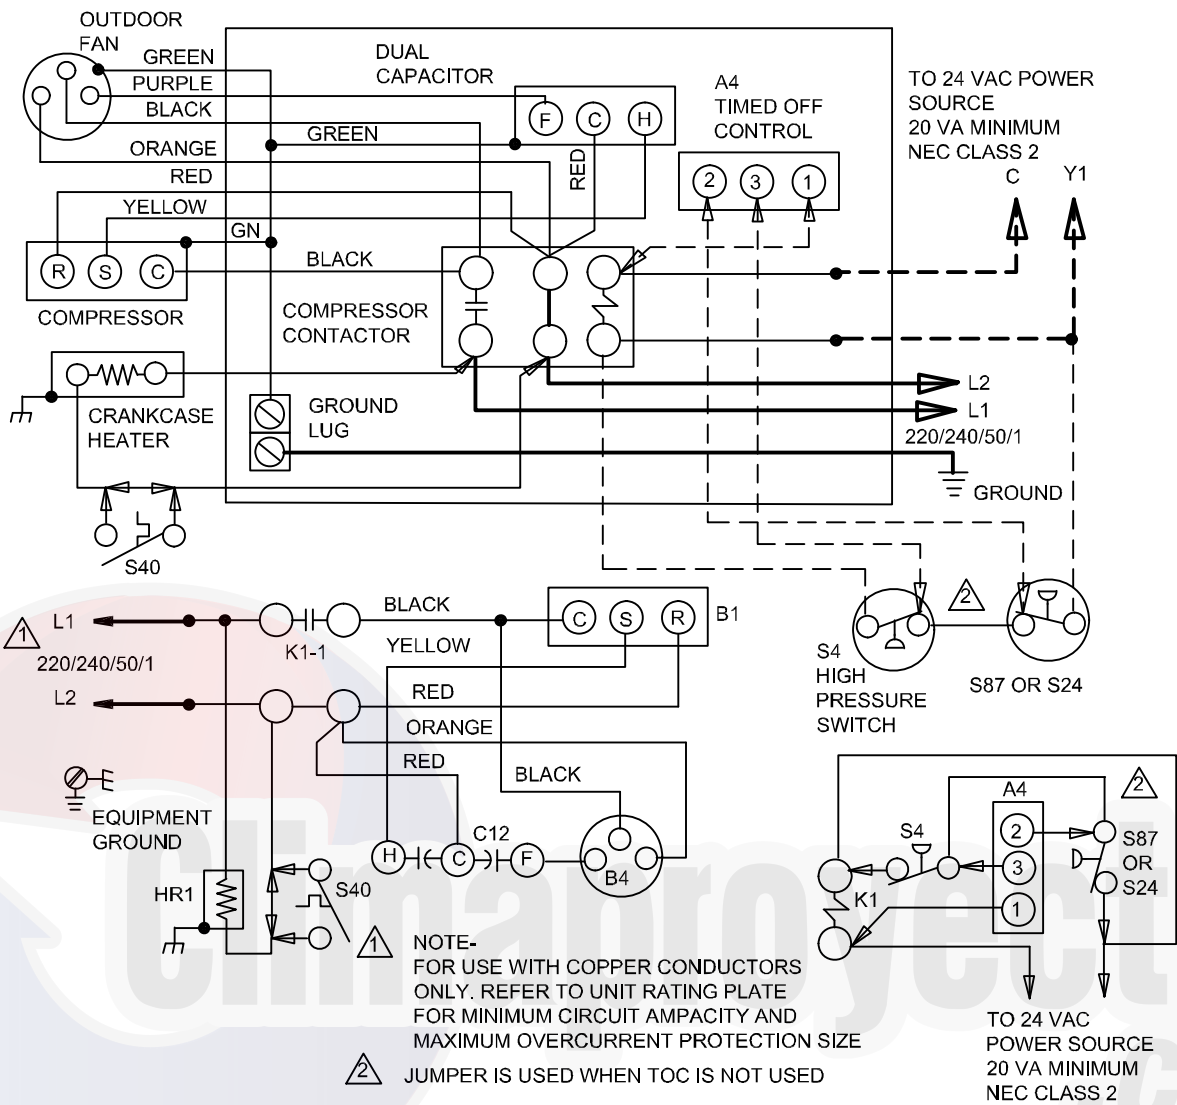 OUTDOOR
FAN
GREEN
PURPLE
BLACK
ORANGE
RED
YELLOW
GN
GREEN
DUAL
CAPACITOR
F C H
RED
A4
TIMED OFF
CONTROL
2 3 1
TO 24 VAC POWER
SOURCE
20 VA MINIMUM
NEC CLASS 2
C Y1
R S C
COMPRESSOR
BLACK
COMPRESSOR
CONTACTOR
CRANKCASE
HEATER
GROUND
LUG
L2
L1
220/240/50/1
GROUND
S40
1
L1
220/240/50/1
L2
K1-1
BLACK
YELLOW
RED
ORANGE
RED
BLACK
C S R
B1
S4
HIGH
PRESSURE
SWITCH
2
S87 OR S24
EQUIPMENT
GROUND
HR1
S40
H C F
C12
B4
A4
2
3
1
S4
K1
2
S87
OR
S24
TO 24 VAC
POWER SOURCE
20 VA MINIMUM
NEC CLASS 2
1
NOTE-
FOR USE WITH COPPER CONDUCTORS
ONLY. REFER TO UNIT RATING PLATE
FOR MINIMUM CIRCUIT AMPACITY AND
MAXIMUM OVERCURRENT PROTECTION SIZE
2
JUMPER IS USED WHEN TOC IS NOT USED
Climaproyect